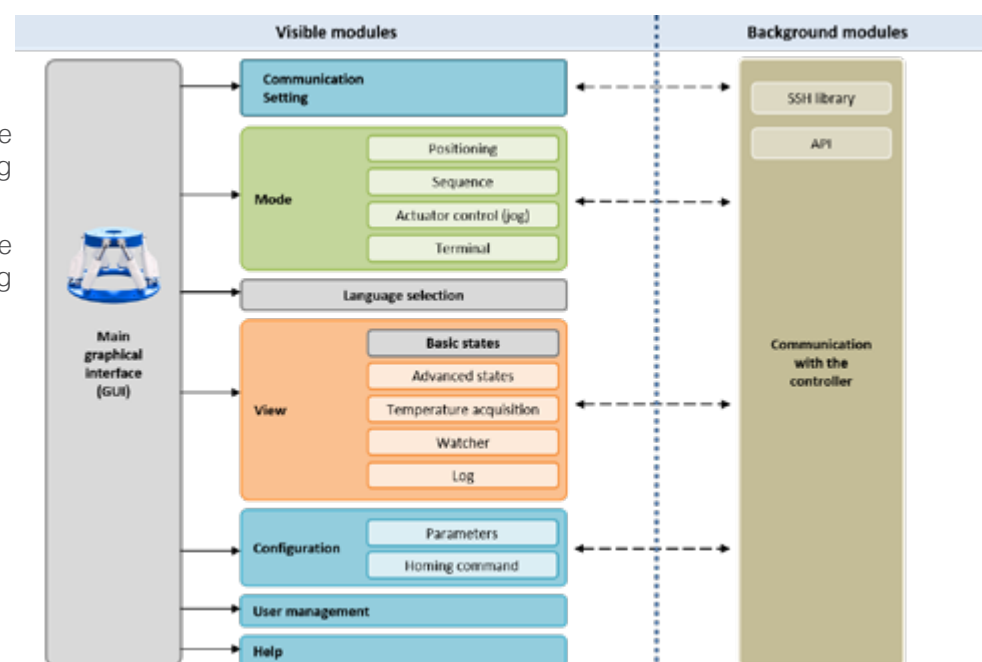 Visible modules
Background modules
e
g
e
g
Main
graphical
interface
(GUI)
Communication
Setting
Mode
Positioning
Sequence
Actuator control (jog)
Terminal
Language selection
View
Basic states
Advanced states
Temperature acquisition
Watcher
Log
Configuration
Parameters
Homing command
User management
Help
SSH library
API
Communication
with the
controller